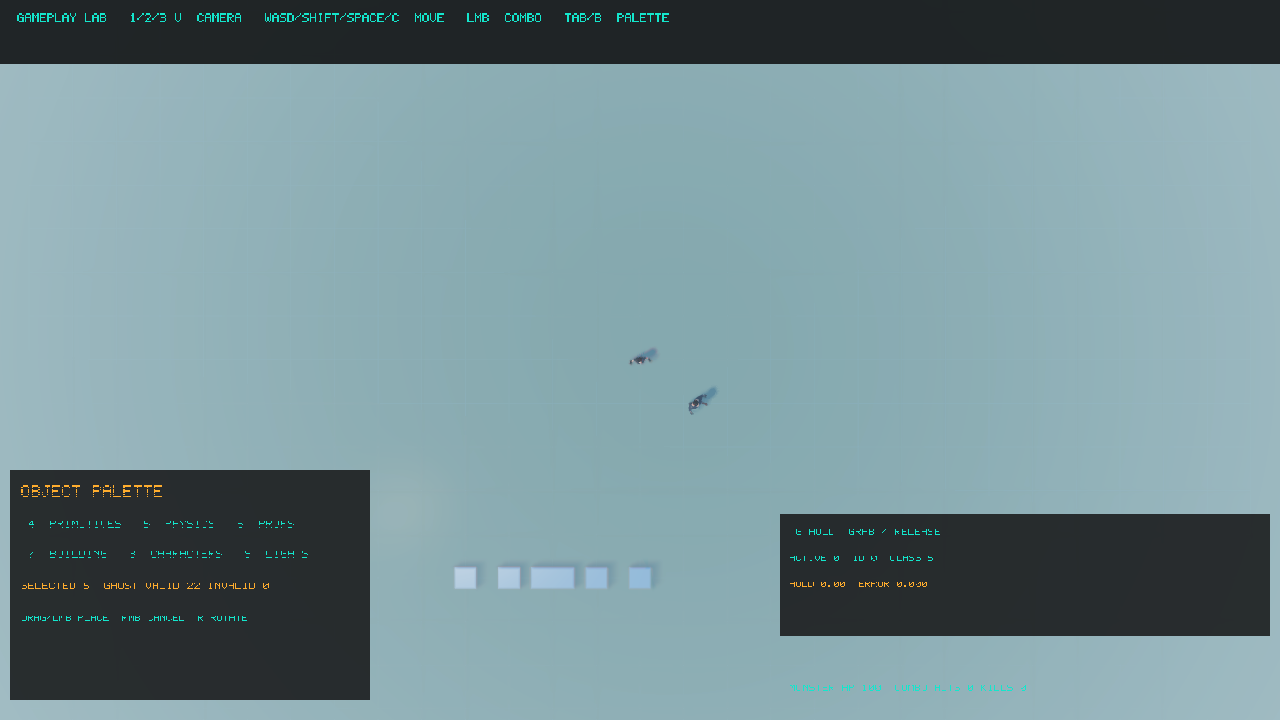 GAMEPLAY LAB 1/2/3 V CAMERA WASD/SHIFT/SPACE/C MOVE LMB COMBO TAB/B PALETTE
OBJECT PALETTE
4 PRIMITIVES 5 PHYSICS 6 PROPS
7 BUILDING 8 CHARACTERS 9 LIGHTS
SELECTED 5 GHOST VALID 22 INVALID 0
DRAG/LMB PLACE RMB CANCEL R ROTATE
G HOLD GRAB / RELEASE
ACTIVE 0 ID 0 CLASS 5
HOLD 0.00 ERROR 0.000